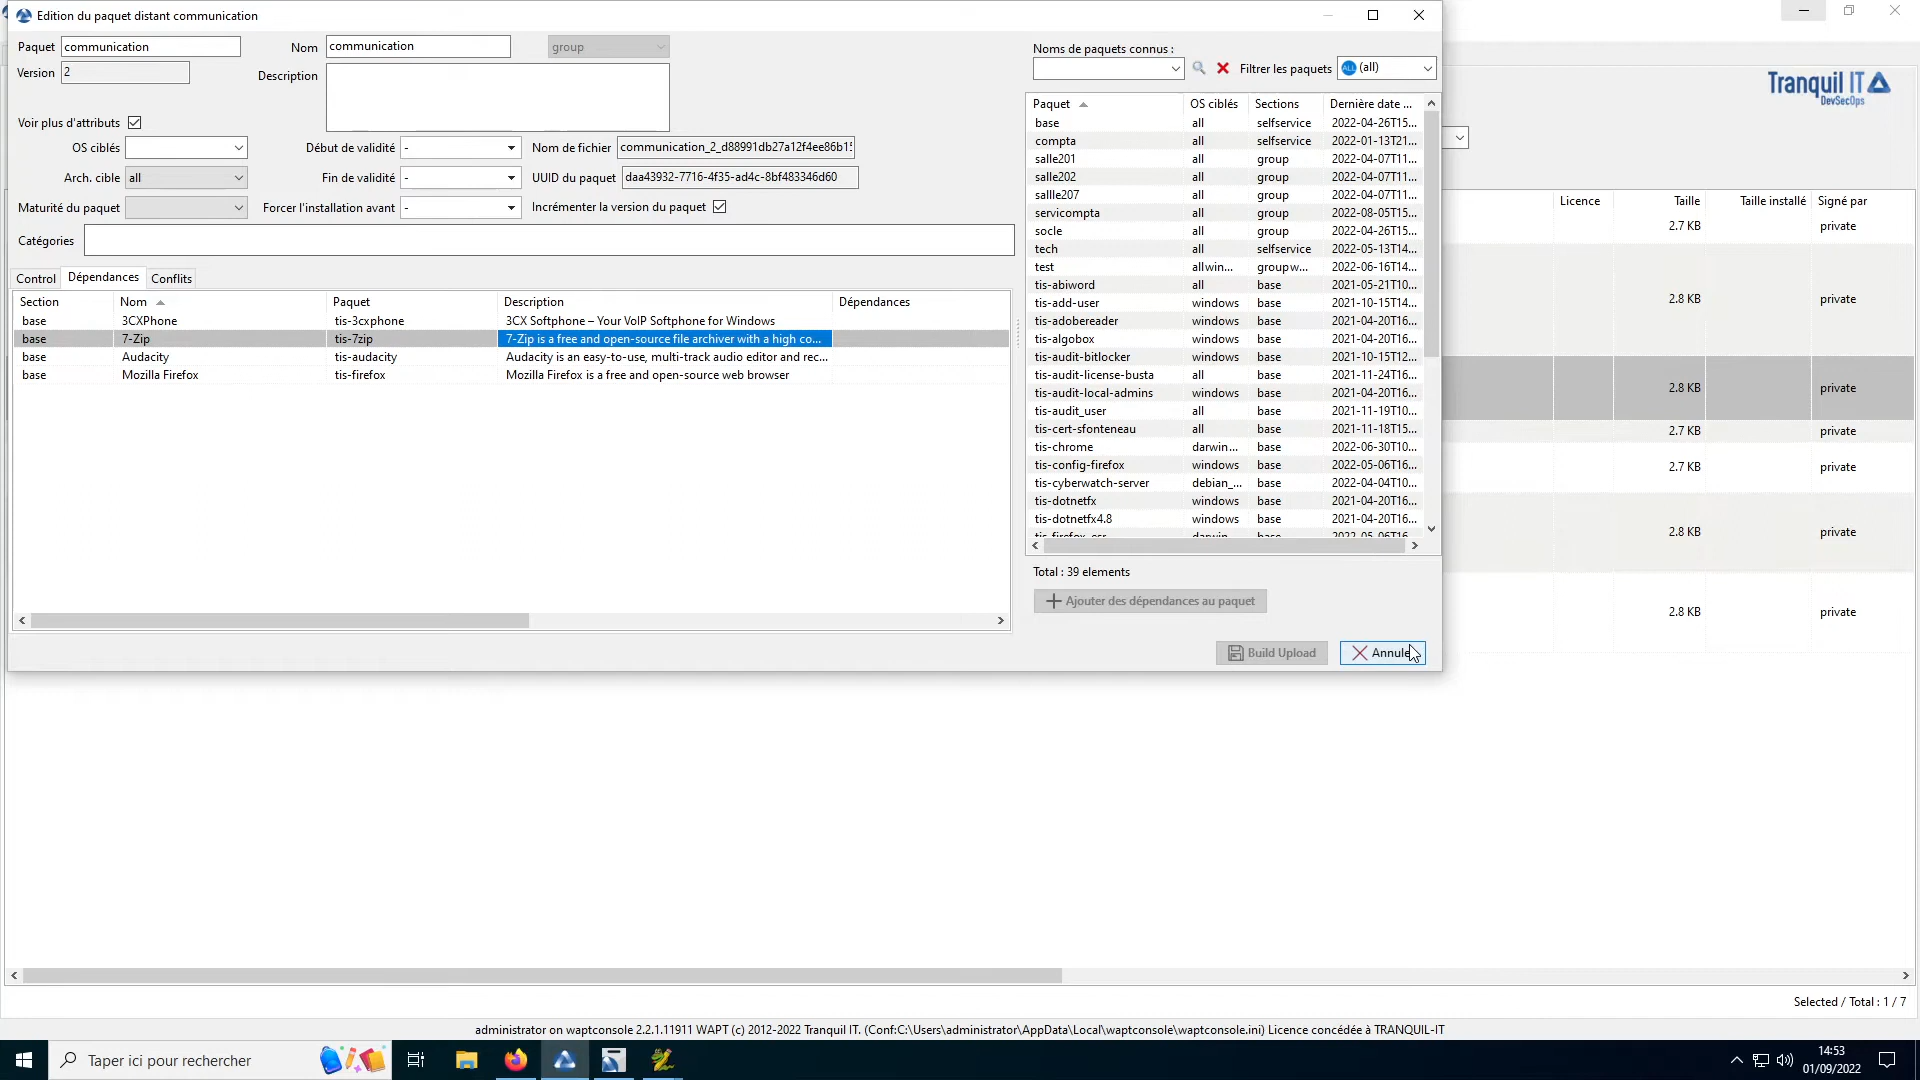 Edition du paquet distant communication
Paquet communication
Nom communication
group
Version 2
Description
Voir plus d'attributs
OS ciblés
Début de validité -
Nom de fichier communication_2_d88991db27a12f4ee86b1
Arch. cible all
Fin de validité -
UUID du paquet daa43932-7716-4f35-ad4c-8bf483346d60
Maturité du paquet
Forcer l'installation avant -
Incrémenter la version du paquet
Catégories
Control Dépendances Conflits
Section Nom Paquet Description Dépendances
base 3CXPhone tis-3cxphone 3CX Softphone – Your VoIP Softphone for Windows
base 7-Zip tis-7zip 7-Zip is a free and open-source file archiver with a high co...
base Audacity tis-audacity Audacity is an easy-to-use, multi-track audio editor and rec...
base Mozilla Firefox tis-firefox Mozilla Firefox is a free and open-source web browser
Noms de paquets connus :
Filtrer les paquets ALL (all)
Paquet OS ciblés Sections Dernière date ...
base all selfservice 2022-04-26T15...
compta all selfservice 2022-01-13T21...
salle201 all group 2022-04-07T11...
salle202 all group 2022-04-07T11...
sallle207 all group 2022-04-07T11...
servicompta all group 2022-08-05T15...
socle all group 2022-04-26T15...
tech all selfservice 2022-05-13T14...
test allwin... groupw... 2022-06-16T14...
tis-abiword all base 2021-05-21T10...
tis-add-user windows base 2021-10-15T14...
tis-adobereader windows base 2021-04-20T16...
tis-algobox windows base 2021-04-20T16...
tis-audit-bitlocker windows base 2021-10-15T12...
tis-audit-license-busta all base 2021-11-24T16...
tis-audit-local-admins windows base 2021-04-20T16...
tis-audit_user all base 2021-11-19T10...
tis-cert-sfonteneau all base 2021-11-18T15...
tis-chrome darwin... base 2022-06-30T10...
tis-config-firefox windows base 2022-05-06T16...
tis-cyberwatch-server debian_... base 2022-04-04T10...
tis-dotnetfx windows base 2021-04-20T16...
tis-dotnetfx4.8 windows base 2021-04-20T16...
tis-firefox-esr darwin... base 2022-05-06T16...
Total : 39 elements
Ajouter des dépendances au paquet
Build Upload
Annule
Tranquil IT
DevSecOps
Licence Taille Taille installé Signé par
2.7 KB private
2.8 KB private
2.8 KB private
2.7 KB private
2.7 KB private
2.8 KB private
2.8 KB private
Selected / Total : 1 / 7
administrator on waptconsole 2.2.1.11911 WAPT (c) 2012-2022 Tranquil IT. (Conf:C:\Users\administrator\AppData\Local\waptconsole\waptconsole.ini) Licence concédée à TRANQUIL-IT
Taper ici pour rechercher
14:53
01/09/2022